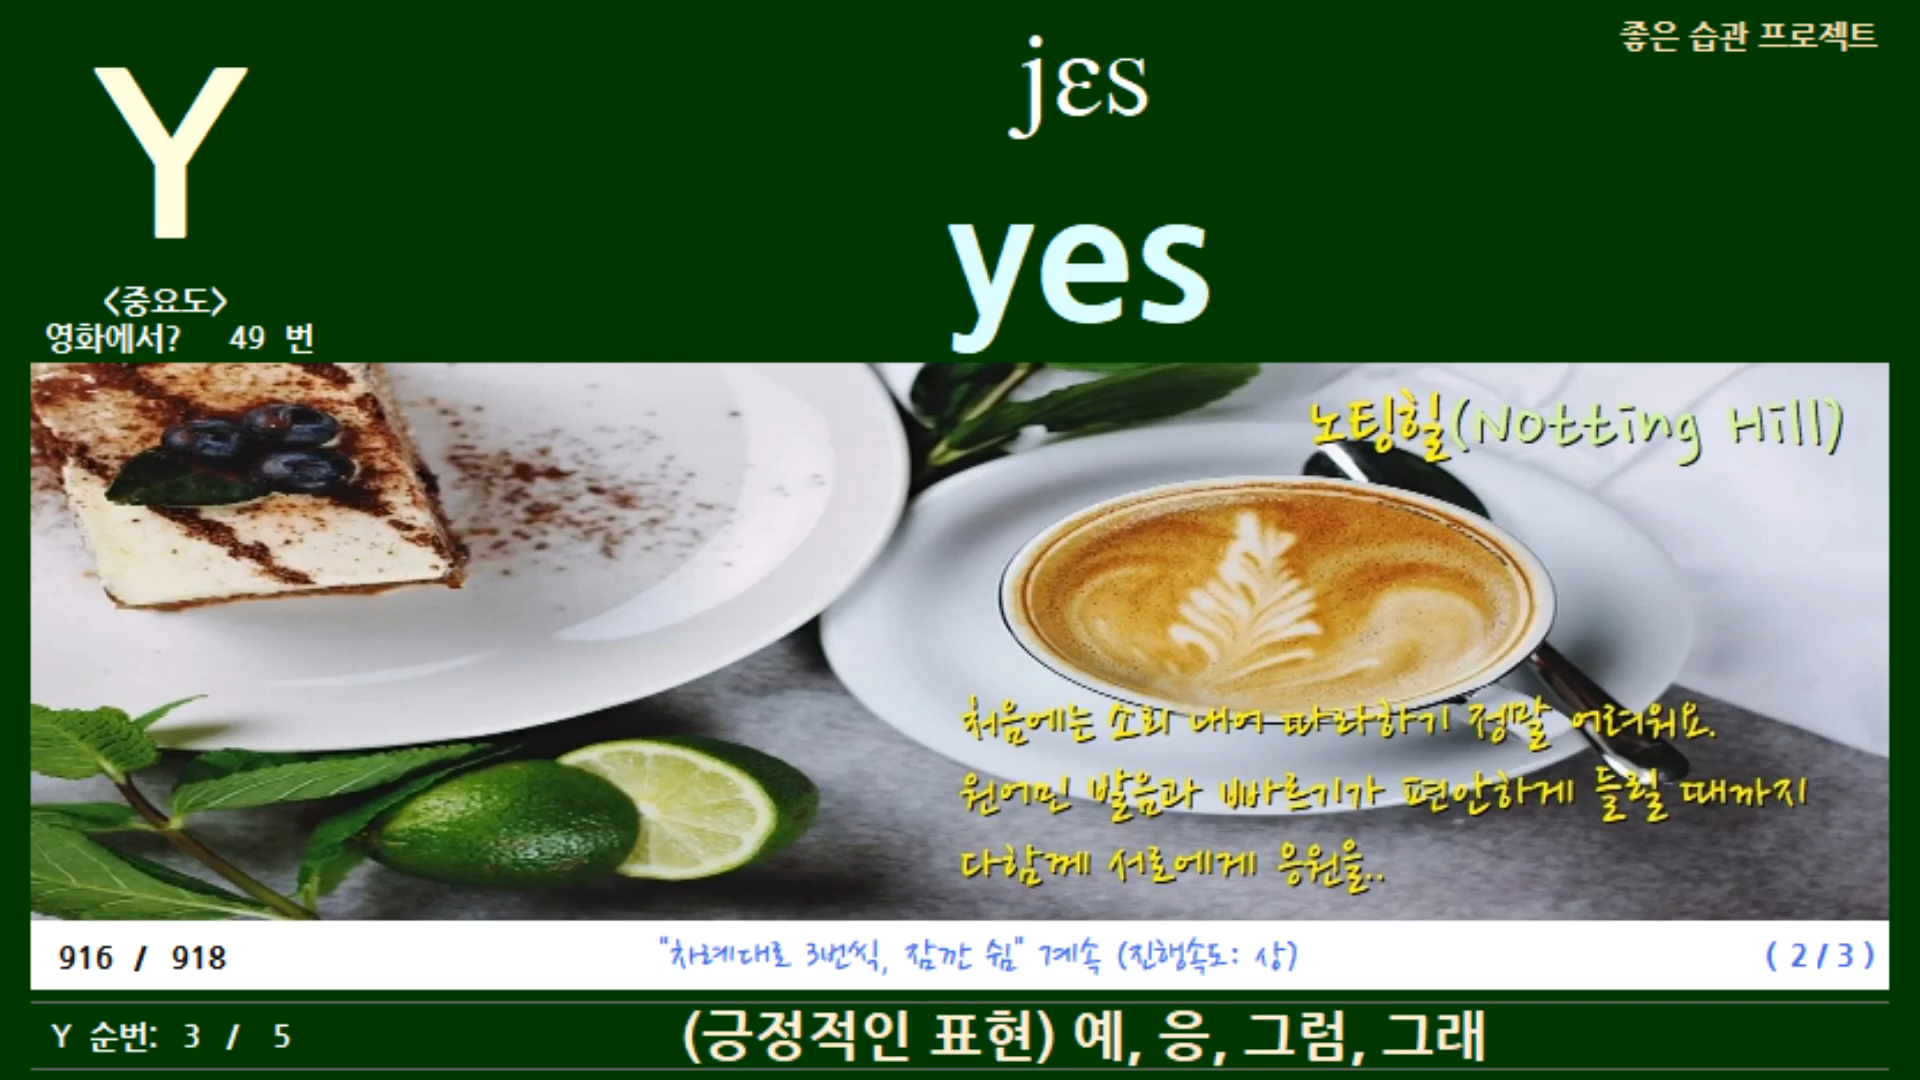 좋은 습관 프로젝트
Y
jɛs
yes
<중요도>
영화에서? 49 번
노팅힐(Notting Hill)
처음에는 소리 내어 따라하기 정말 어려워요.
원어민 발음과 빠르기가 편안하게 들릴 때까지
다함께 서로에게 응원을..
916 / 918
"차례대로 3번씩, 잠깐 쉼" 계속 (진행속도: 상)
( 2 / 3 )
Y 순번: 3 / 5
(긍정적인 표현) 예, 응, 그럼, 그래